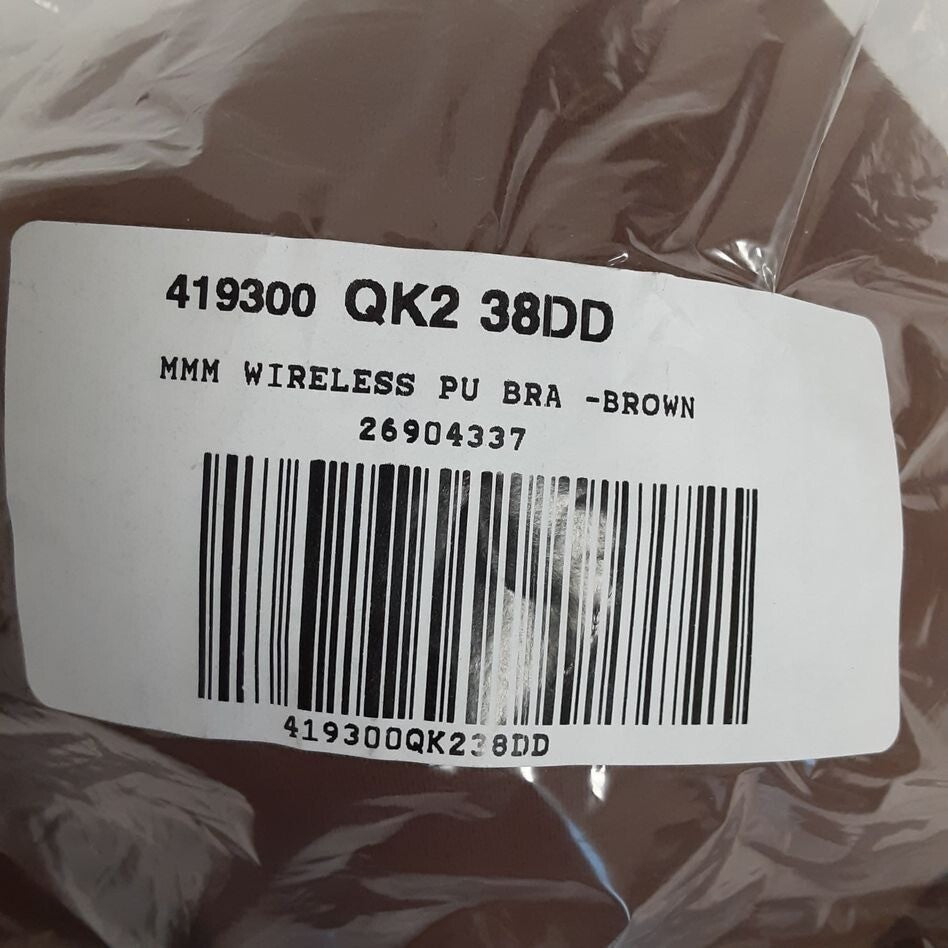 419300 QK2 38DD
MMM WIRELESS PU BRA -BROWN
26904337
419300QK238DD